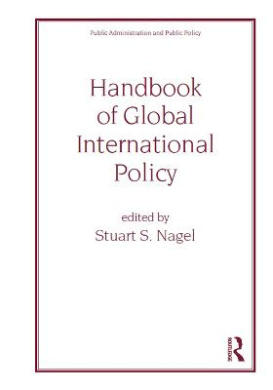 Public Administration and Public Policy
Handbook
of Global
International
Policy
edited by
Stuart S. Nagel
ROUTLEDGE